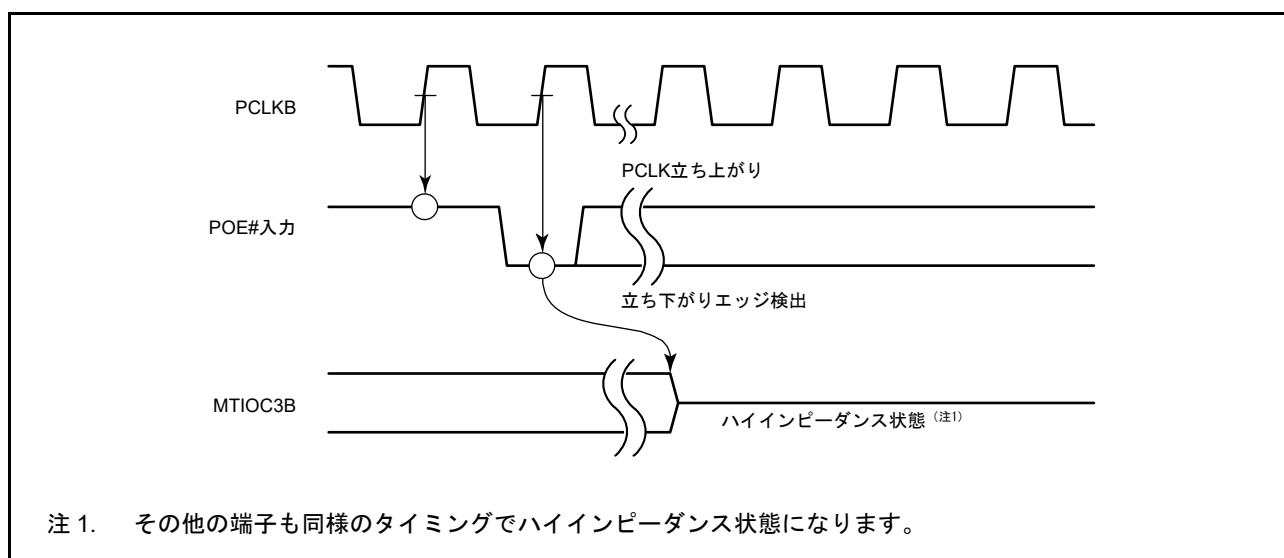 PCLKB
PCLK立ち上がり
POE#入力
立ち下がりエッジ検出
MTIOC3B
ハイインピーダンス状態（注1）
注 1. その他の端子も同様のタイミングでハイインピーダンス状態になります。